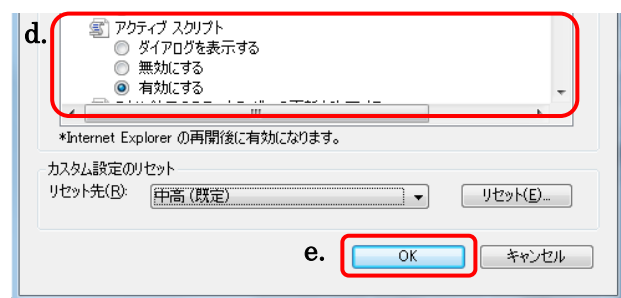 d.
アクティブ スクリプト
ダイアログを表示する
無効にする
有効にする
*Internet Explorer の再開後に有効になります。
カスタム設定のリセット
リセット先(R): 中高 (既定) リセット(E)...
e. OK キャンセル